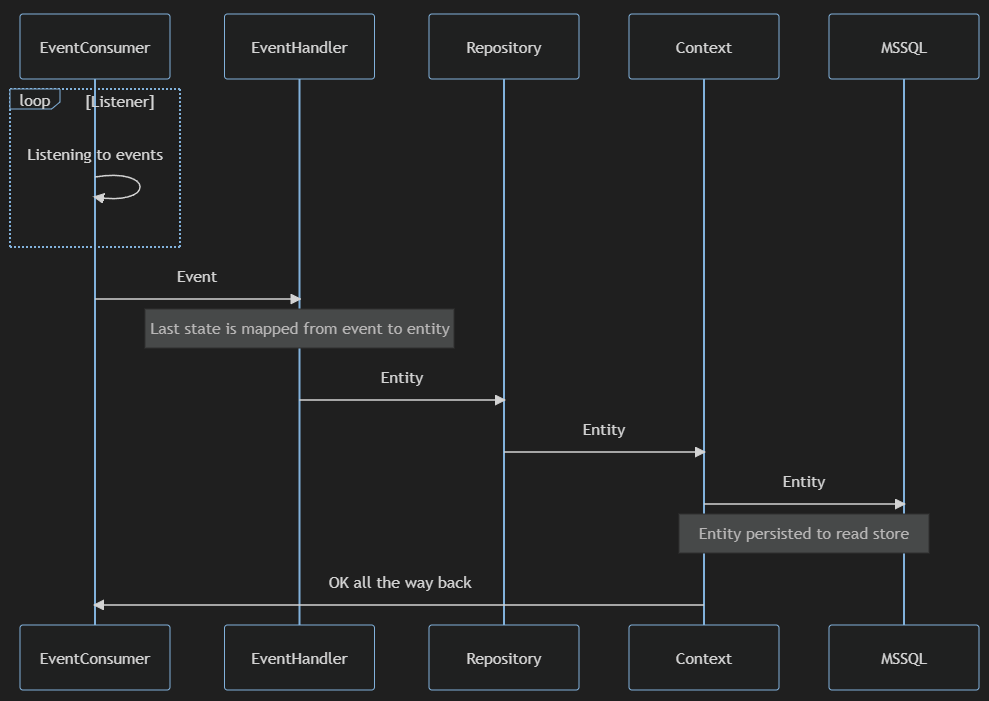 EventConsumer
EventHandler
Repository
Context
MSSQL
loop
[Listener]
Listening to events
Event
Last state is mapped from event to entity
Entity
Entity
Entity
Entity persisted to read store
OK all the way back
EventConsumer
EventHandler
Repository
Context
MSSQL